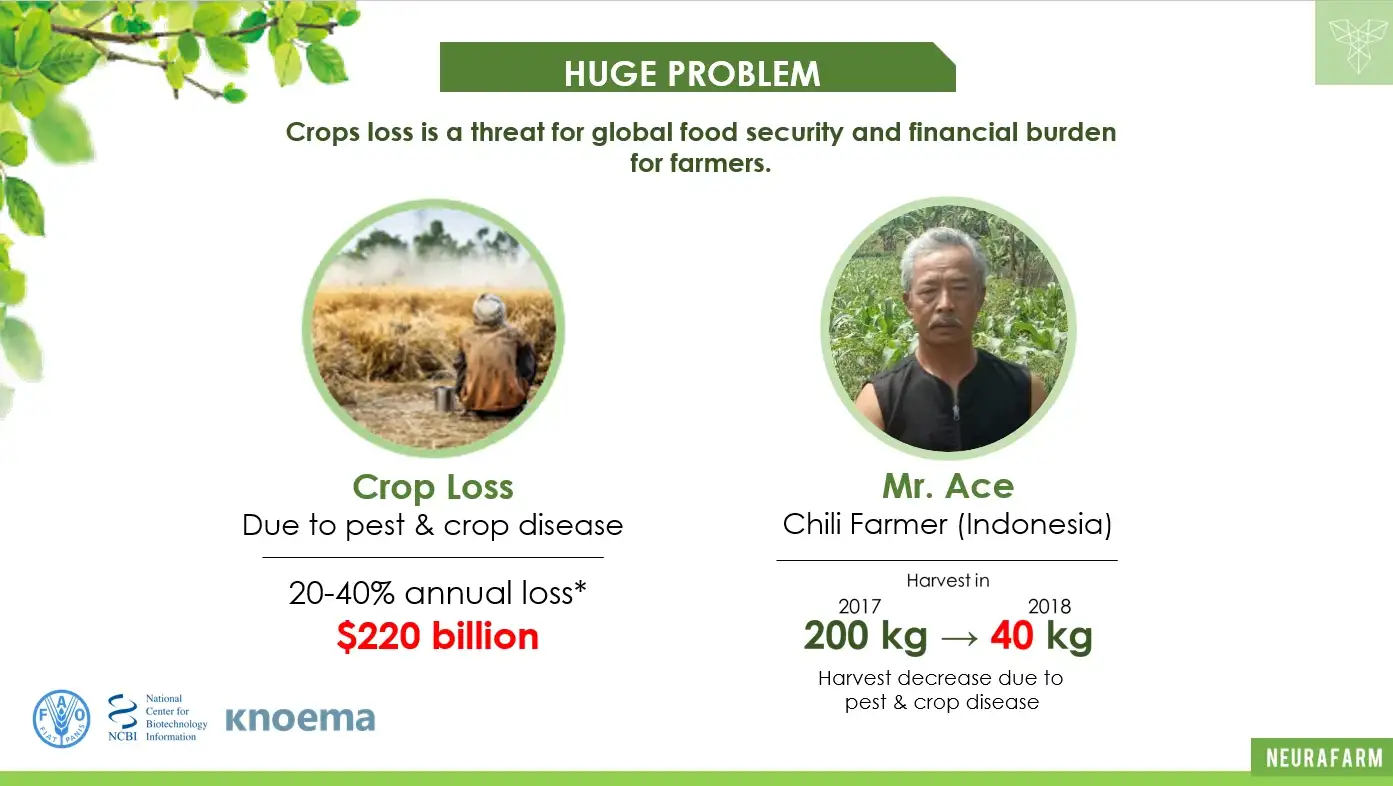 HUGE PROBLEM
Crops loss is a threat for global food security and financial burden
for farmers.
Crop Loss
Due to pest & crop disease
20-40% annual loss*
$220 billion
Mr. Ace
Chili Farmer (Indonesia)
Harvest in
2017 2018
200 kg → 40 kg
Harvest decrease due to
pest & crop disease
F A O
FIAT PANIS
NCBI
National
Center for
Biotechnology
Information
knoema
NEURAFARM